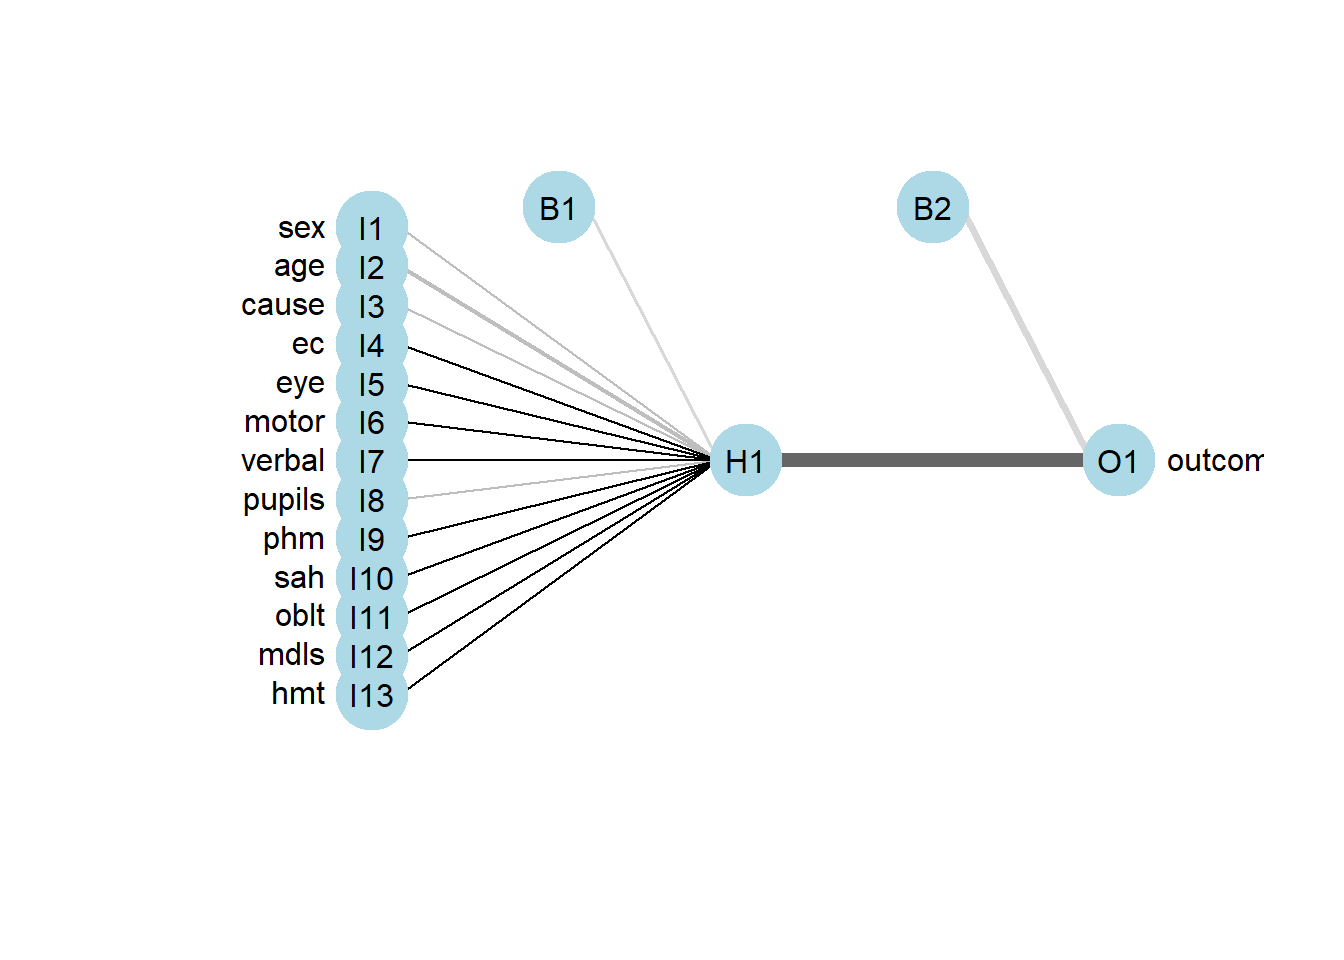 B1
B2
sex I1
age I2
cause I3
ec I4
eye I5
motor I6
verbal I7 H1 O1 outcom
pupils I8
phm I9
sah I10
oblt I11
mdls I12
hmt I13